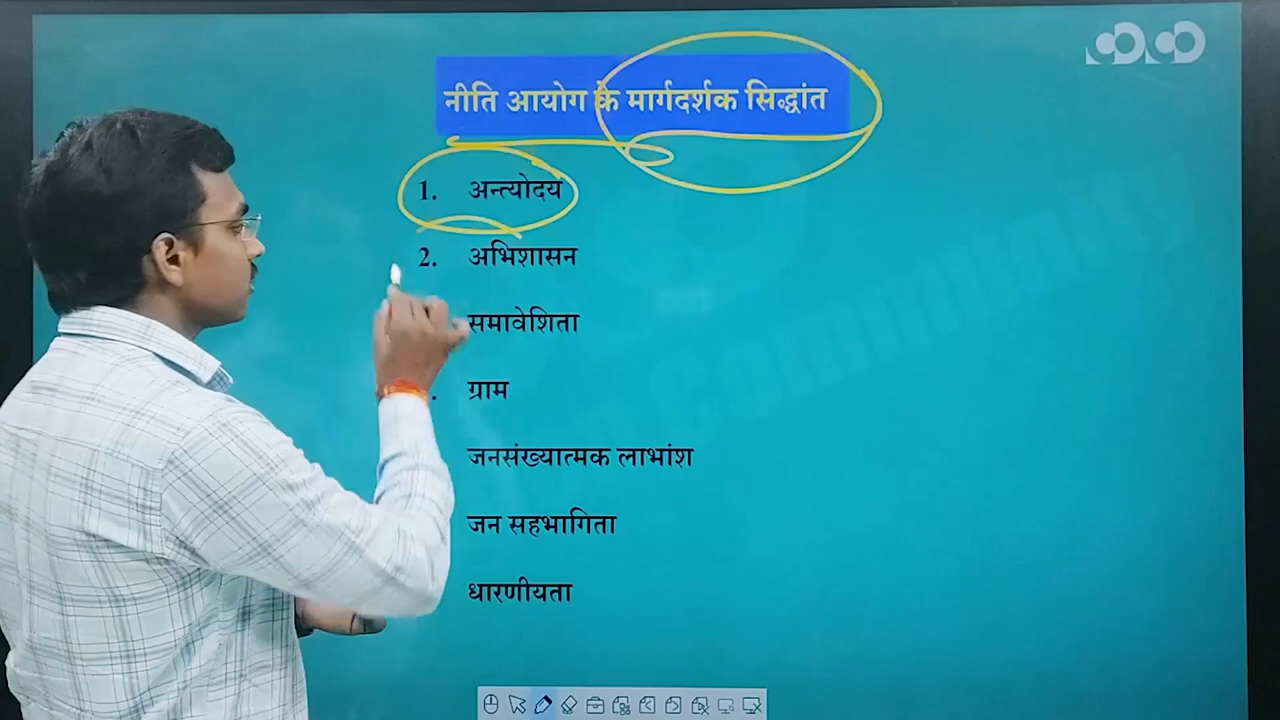 नीति आयोग के मार्गदर्शक सिद्धांत
1. अन्त्योदय
2. अभिशासन
समावेशिता
. ग्राम
जनसंख्यात्मक लाभांश
जन सहभागिता
धारणीयता